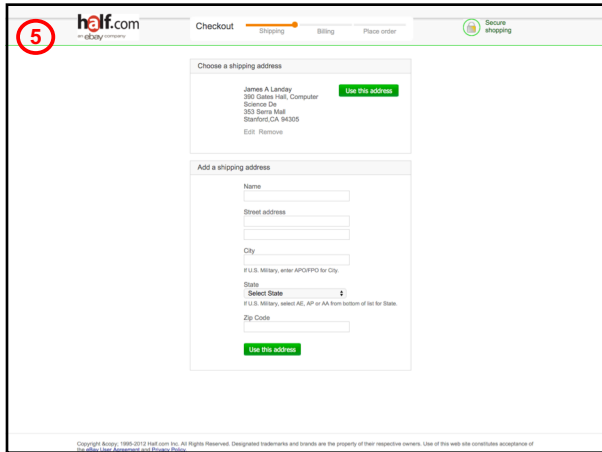 5
half.com
an ebay company
Checkout
Shipping
Billing
Place order
Secure
shopping
Choose a shipping address
James A Landay
390 Gates Hall, Computer
Science De
353 Serra Mall
Stanford,CA 94305
Use this address
Edit Remove
Add a shipping address
Name
Street address
City
If U.S. Military, enter APO/FPO for City.
State
Select State
If U.S. Military, select AE, AP or AA from bottom of list for State.
Zip Code
Use this address
Copyright &copy; 1995-2012 Half.com Inc. All Rights Reserved. Designated trademarks and brands are the property of their respective owners. Use of this web site constitutes acceptance of
the eBay User Agreement and Privacy Policy.